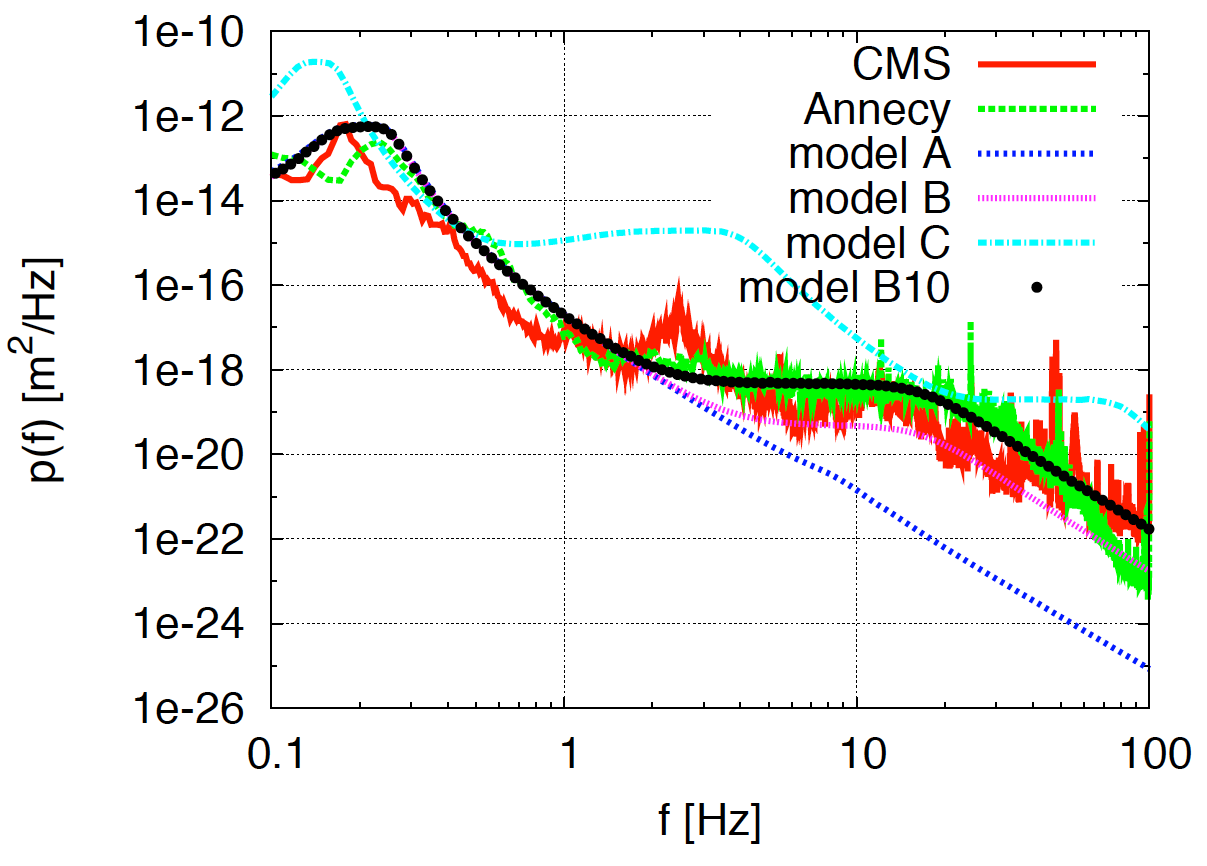 1e-10
1e-12
1e-14
1e-16
1e-18
1e-20
1e-22
1e-24
1e-26
p(f) [m²/Hz]
CMS
Annecy
model A
model B
model C
model B10
0.1 1 10 100
f [Hz]